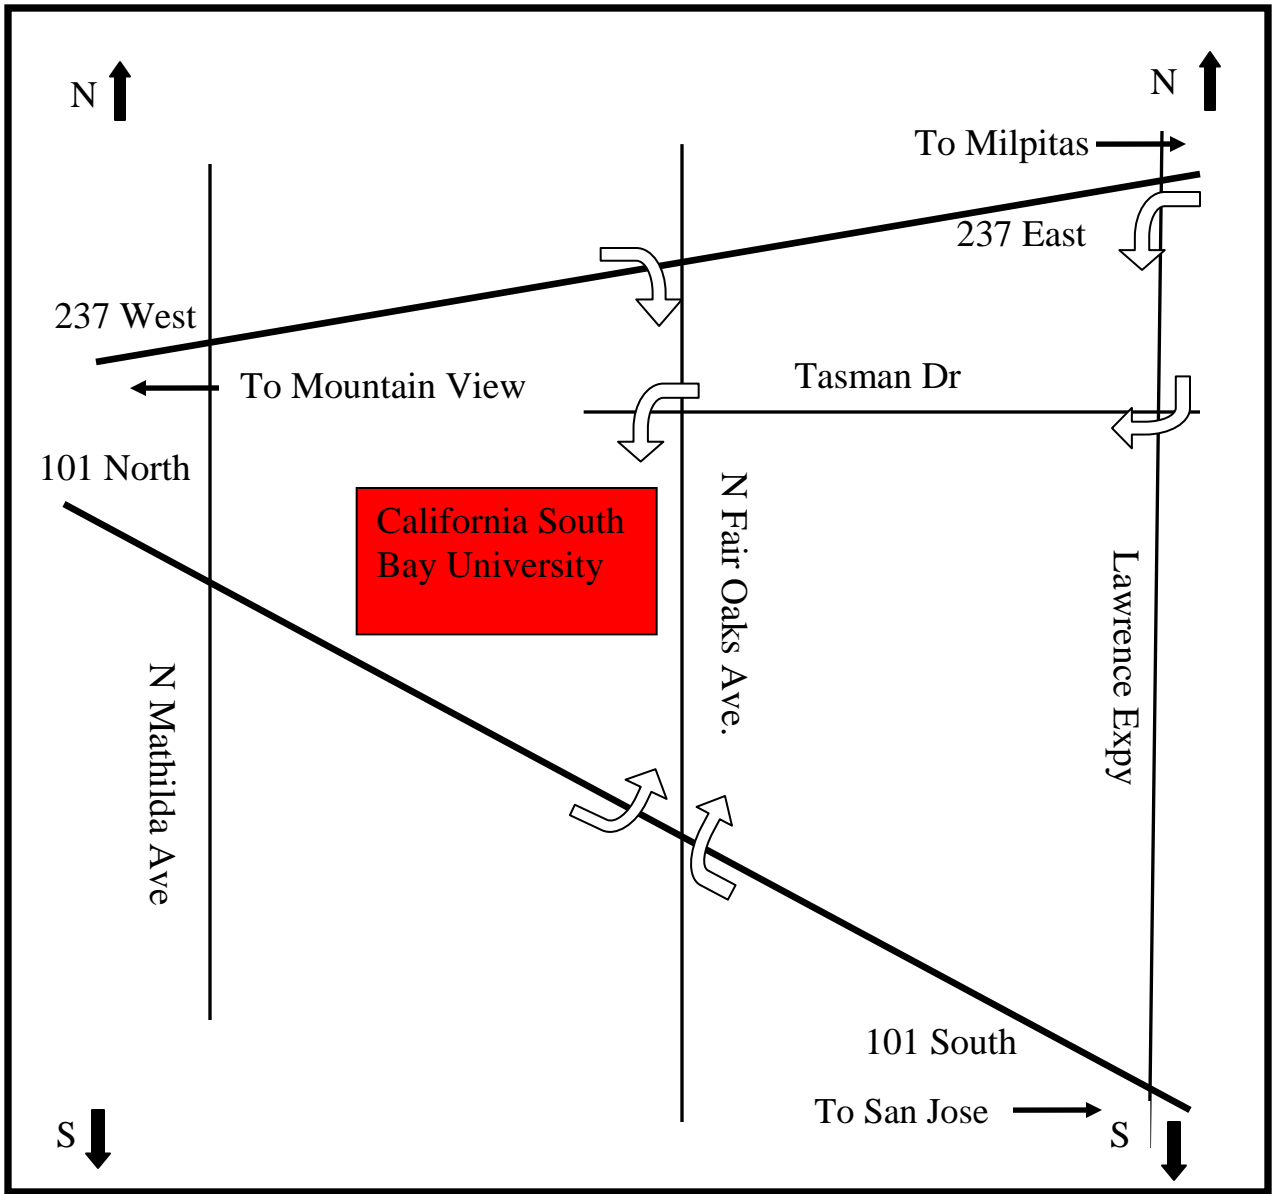 N
N
To Milpitas
237 East
237 West
To Mountain View
Tasman Dr
101 North
California South
Bay University
N Fair Oaks Ave.
Lawrence Expy
N Mathilda Ave
101 South
To San Jose
S
S